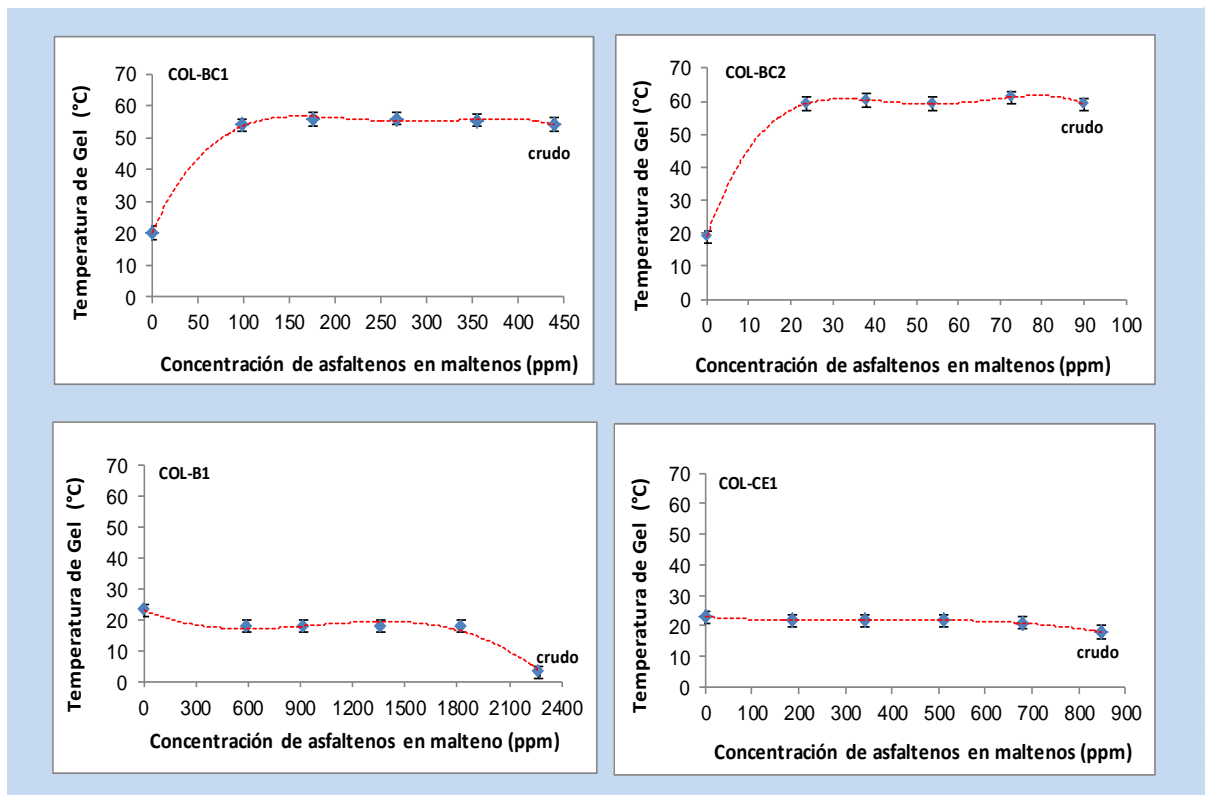 COL-BC1
Temperatura de Gel (°C)
70
60
50
40
30
20
10
0
crudo
0 50 100 150 200 250 300 350 400 450
Concentración de asfaltenos en maltenos (ppm)
COL-BC2
Temperatura de Gel (°C)
70
60
50
40
30
20
10
0
crudo
0 10 20 30 40 50 60 70 80 90 100
Concentración de asfaltenos en maltenos (ppm)
COL-B1
Temperatura de Gel (°C)
70
60
50
40
30
20
10
0
crudo
0 300 600 900 1200 1500 1800 2100 2400
Concentración de asfaltenos en malteno (ppm)
COL-CE1
Temperatura de Gel (°C)
70
60
50
40
30
20
10
0
crudo
0 100 200 300 400 500 600 700 800 900
Concentración de asfaltenos en maltenos (ppm)